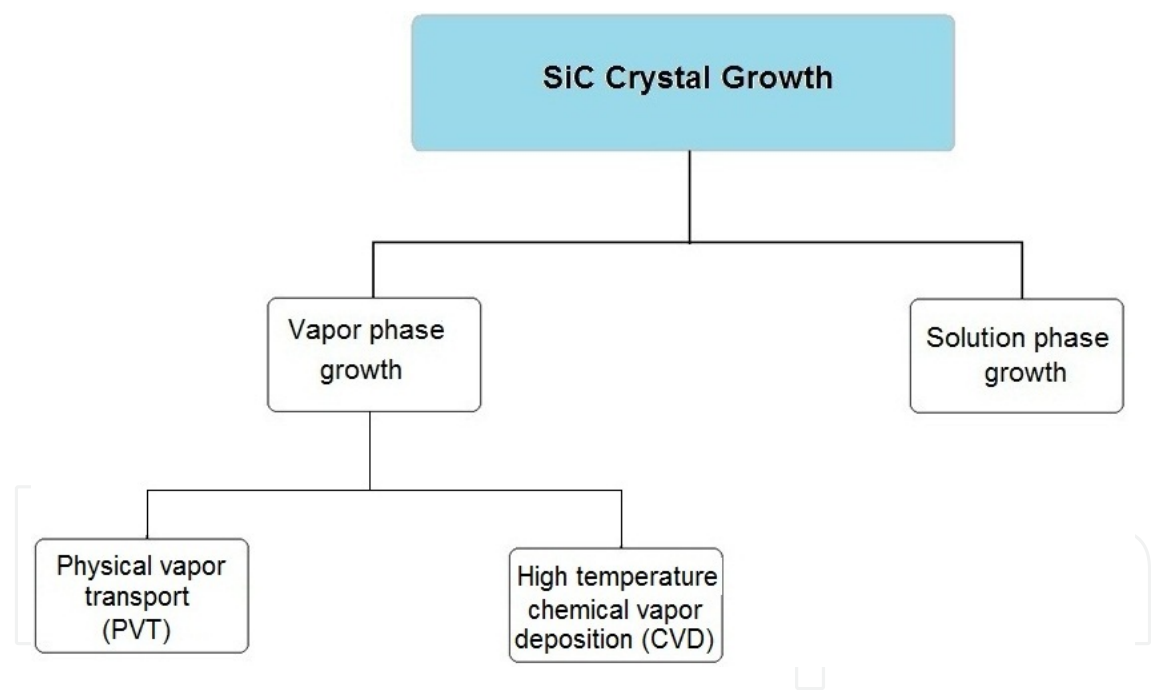 SiC Crystal Growth
Vapor phase
growth
Solution phase
growth
Physical vapor
transport
(PVT)
High temperature
chemical vapor
deposition (CVD)